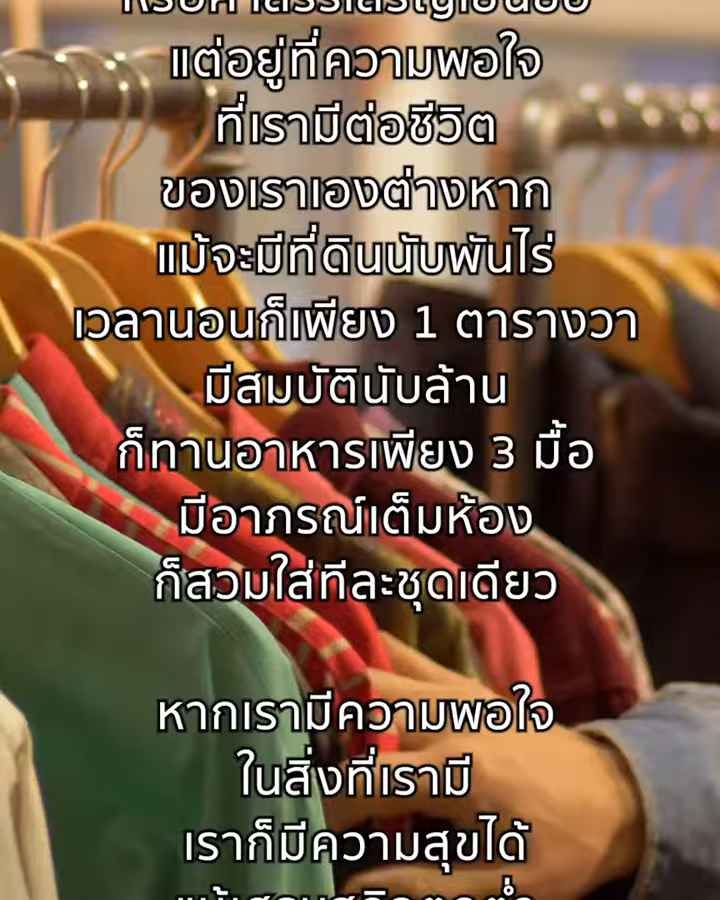 แต่อยู่ที่ความพอใจ
ที่เรามีต่อชีวิต
ของเราเองต่างหาก
แม้จะมีที่ดินนับพันไร่
เวลานอนก็เพียง 1 ตารางวา
มีสมบัตินับล้าน
ก็ทานอาหารเพียง 3 มื้อ
มีอาภรณ์เต็มห้อง
ก็สวมใส่ทีละชุดเดียว
หากเรามีความพอใจ
ในสิ่งที่เรามี
เราก็มีความสุขได้